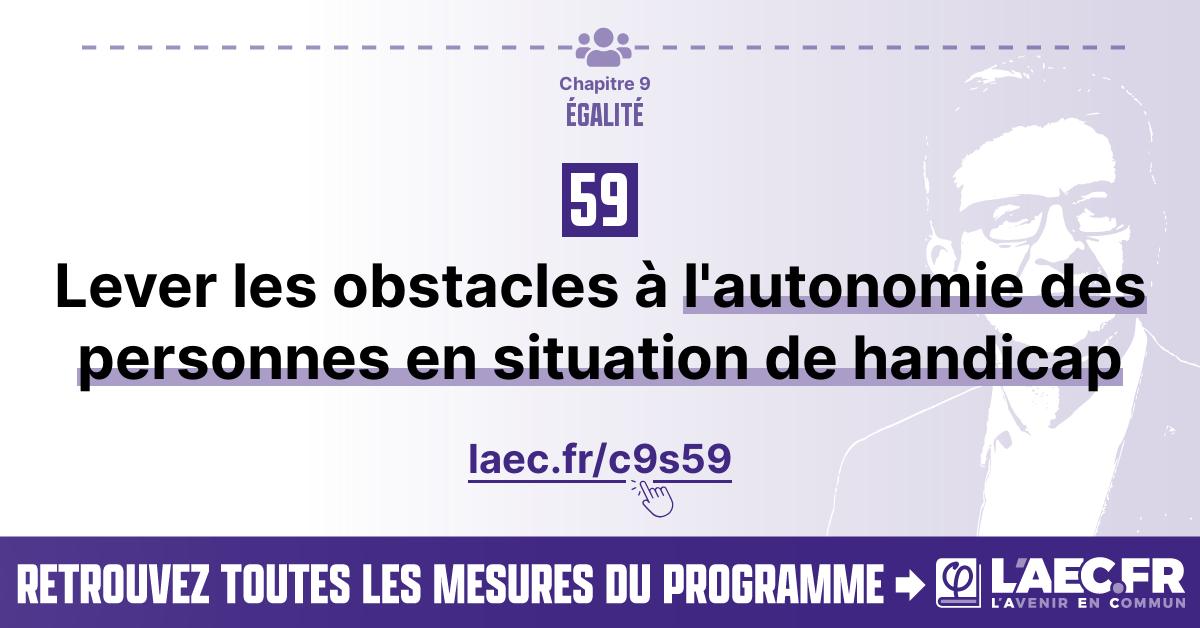 Chapitre 9
ÉGALITÉ
59
Lever les obstacles à l'autonomie des
personnes en situation de handicap
laec.fr/c9s59
RETROUVEZ TOUTES LES MESURES DU PROGRAMME
φ
L'AEC.FR
L'AVENIR EN COMMUN